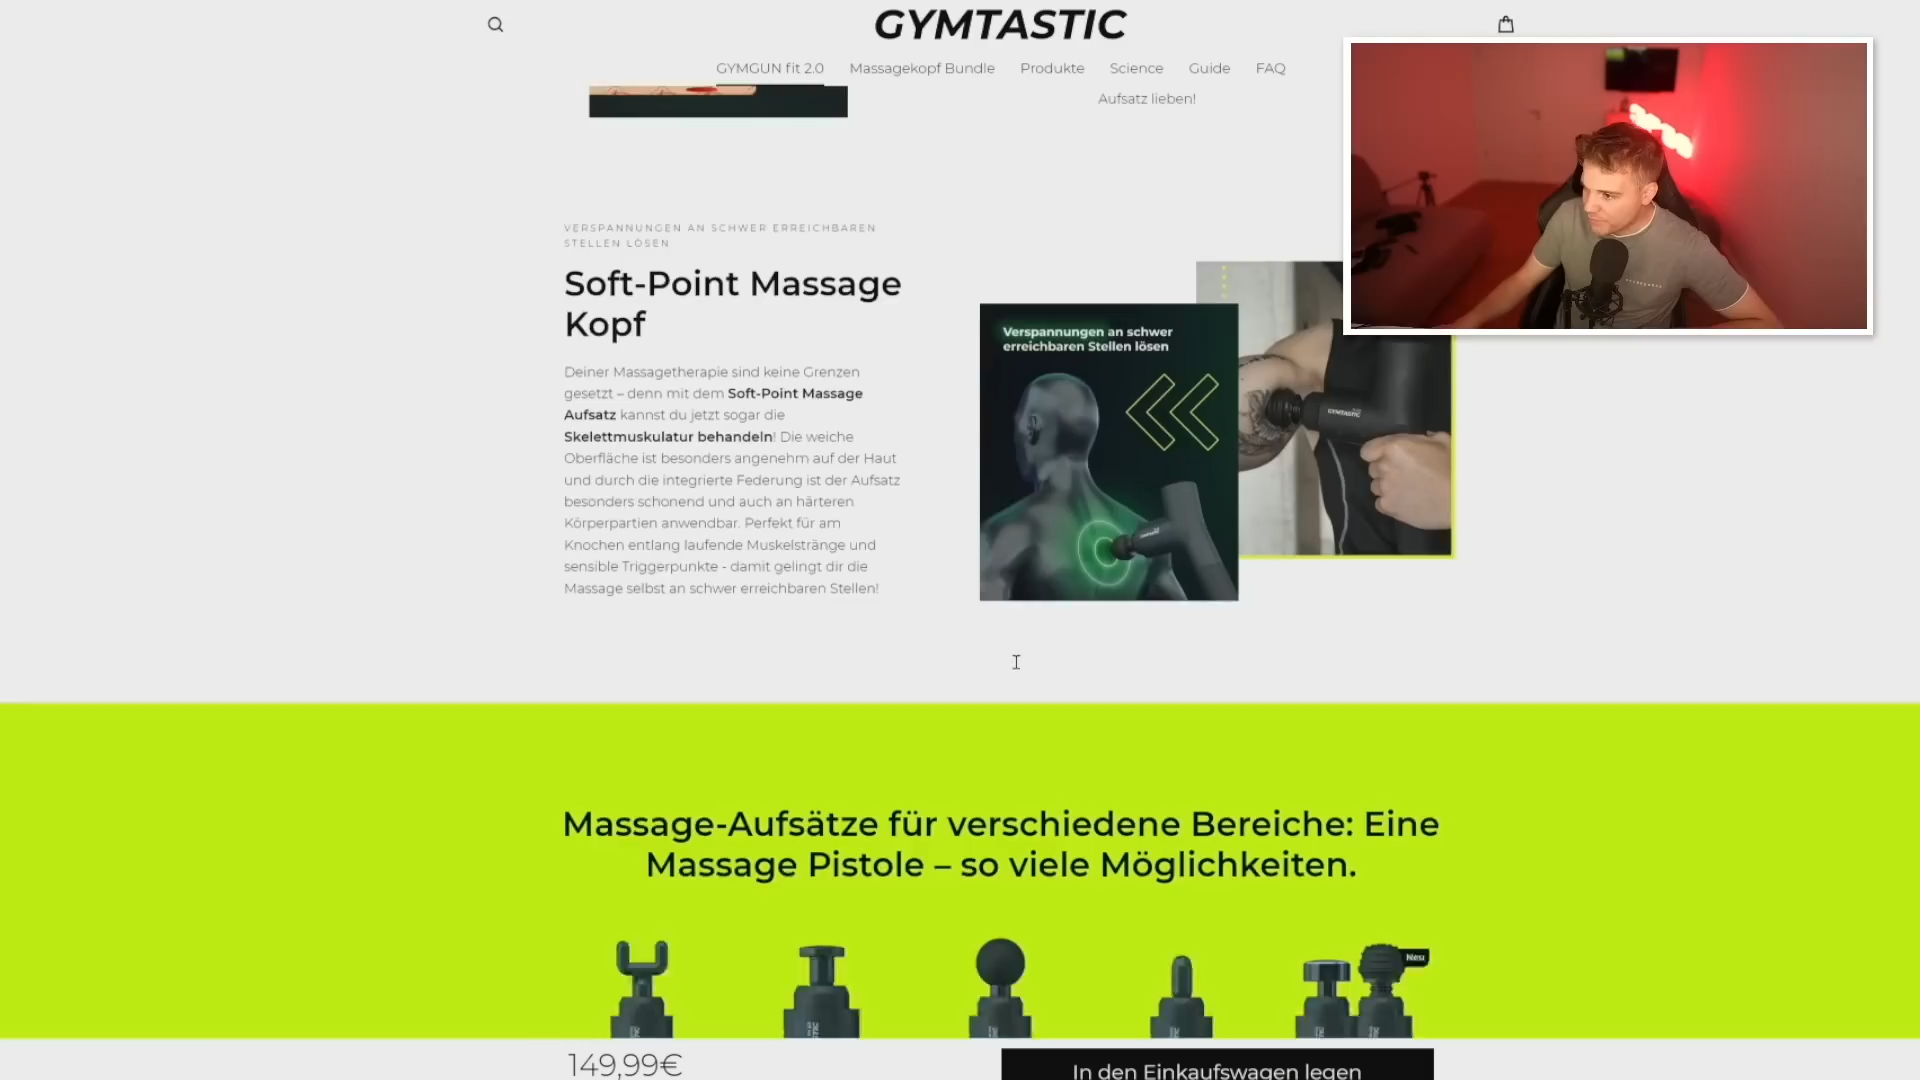 GYMTASTIC
GYMGUN fit 2.0 Massagekopf Bundle Produkte Science Guide FAQ
Aufsatz lieben!
VERSPANNUNGEN AN SCHWER ERREICHBAREN
STELLEN LÖSEN
Soft-Point Massage
Kopf
Deiner Massagetherapie sind keine Grenzen
gesetzt – denn mit dem Soft-Point Massage
Aufsatz kannst du jetzt sogar die
Skelettmuskulatur behandeln! Die weiche
Oberfläche ist besonders angenehm auf der Haut
und durch die integrierte Federung ist der Aufsatz
besonders schonend und auch an härteren
Körperpartien anwendbar. Perfekt für am
Knochen entlang laufende Muskelstränge und
sensible Triggerpunkte - damit gelingt dir die
Massage selbst an schwer erreichbaren Stellen!
Verspannungen an schwer
erreichbaren Stellen lösen
GYMTASTIC
Massage-Aufsätze für verschiedene Bereiche: Eine
Massage Pistole – so viele Möglichkeiten.
Neu
149,99€
In den Einkaufswagen legen